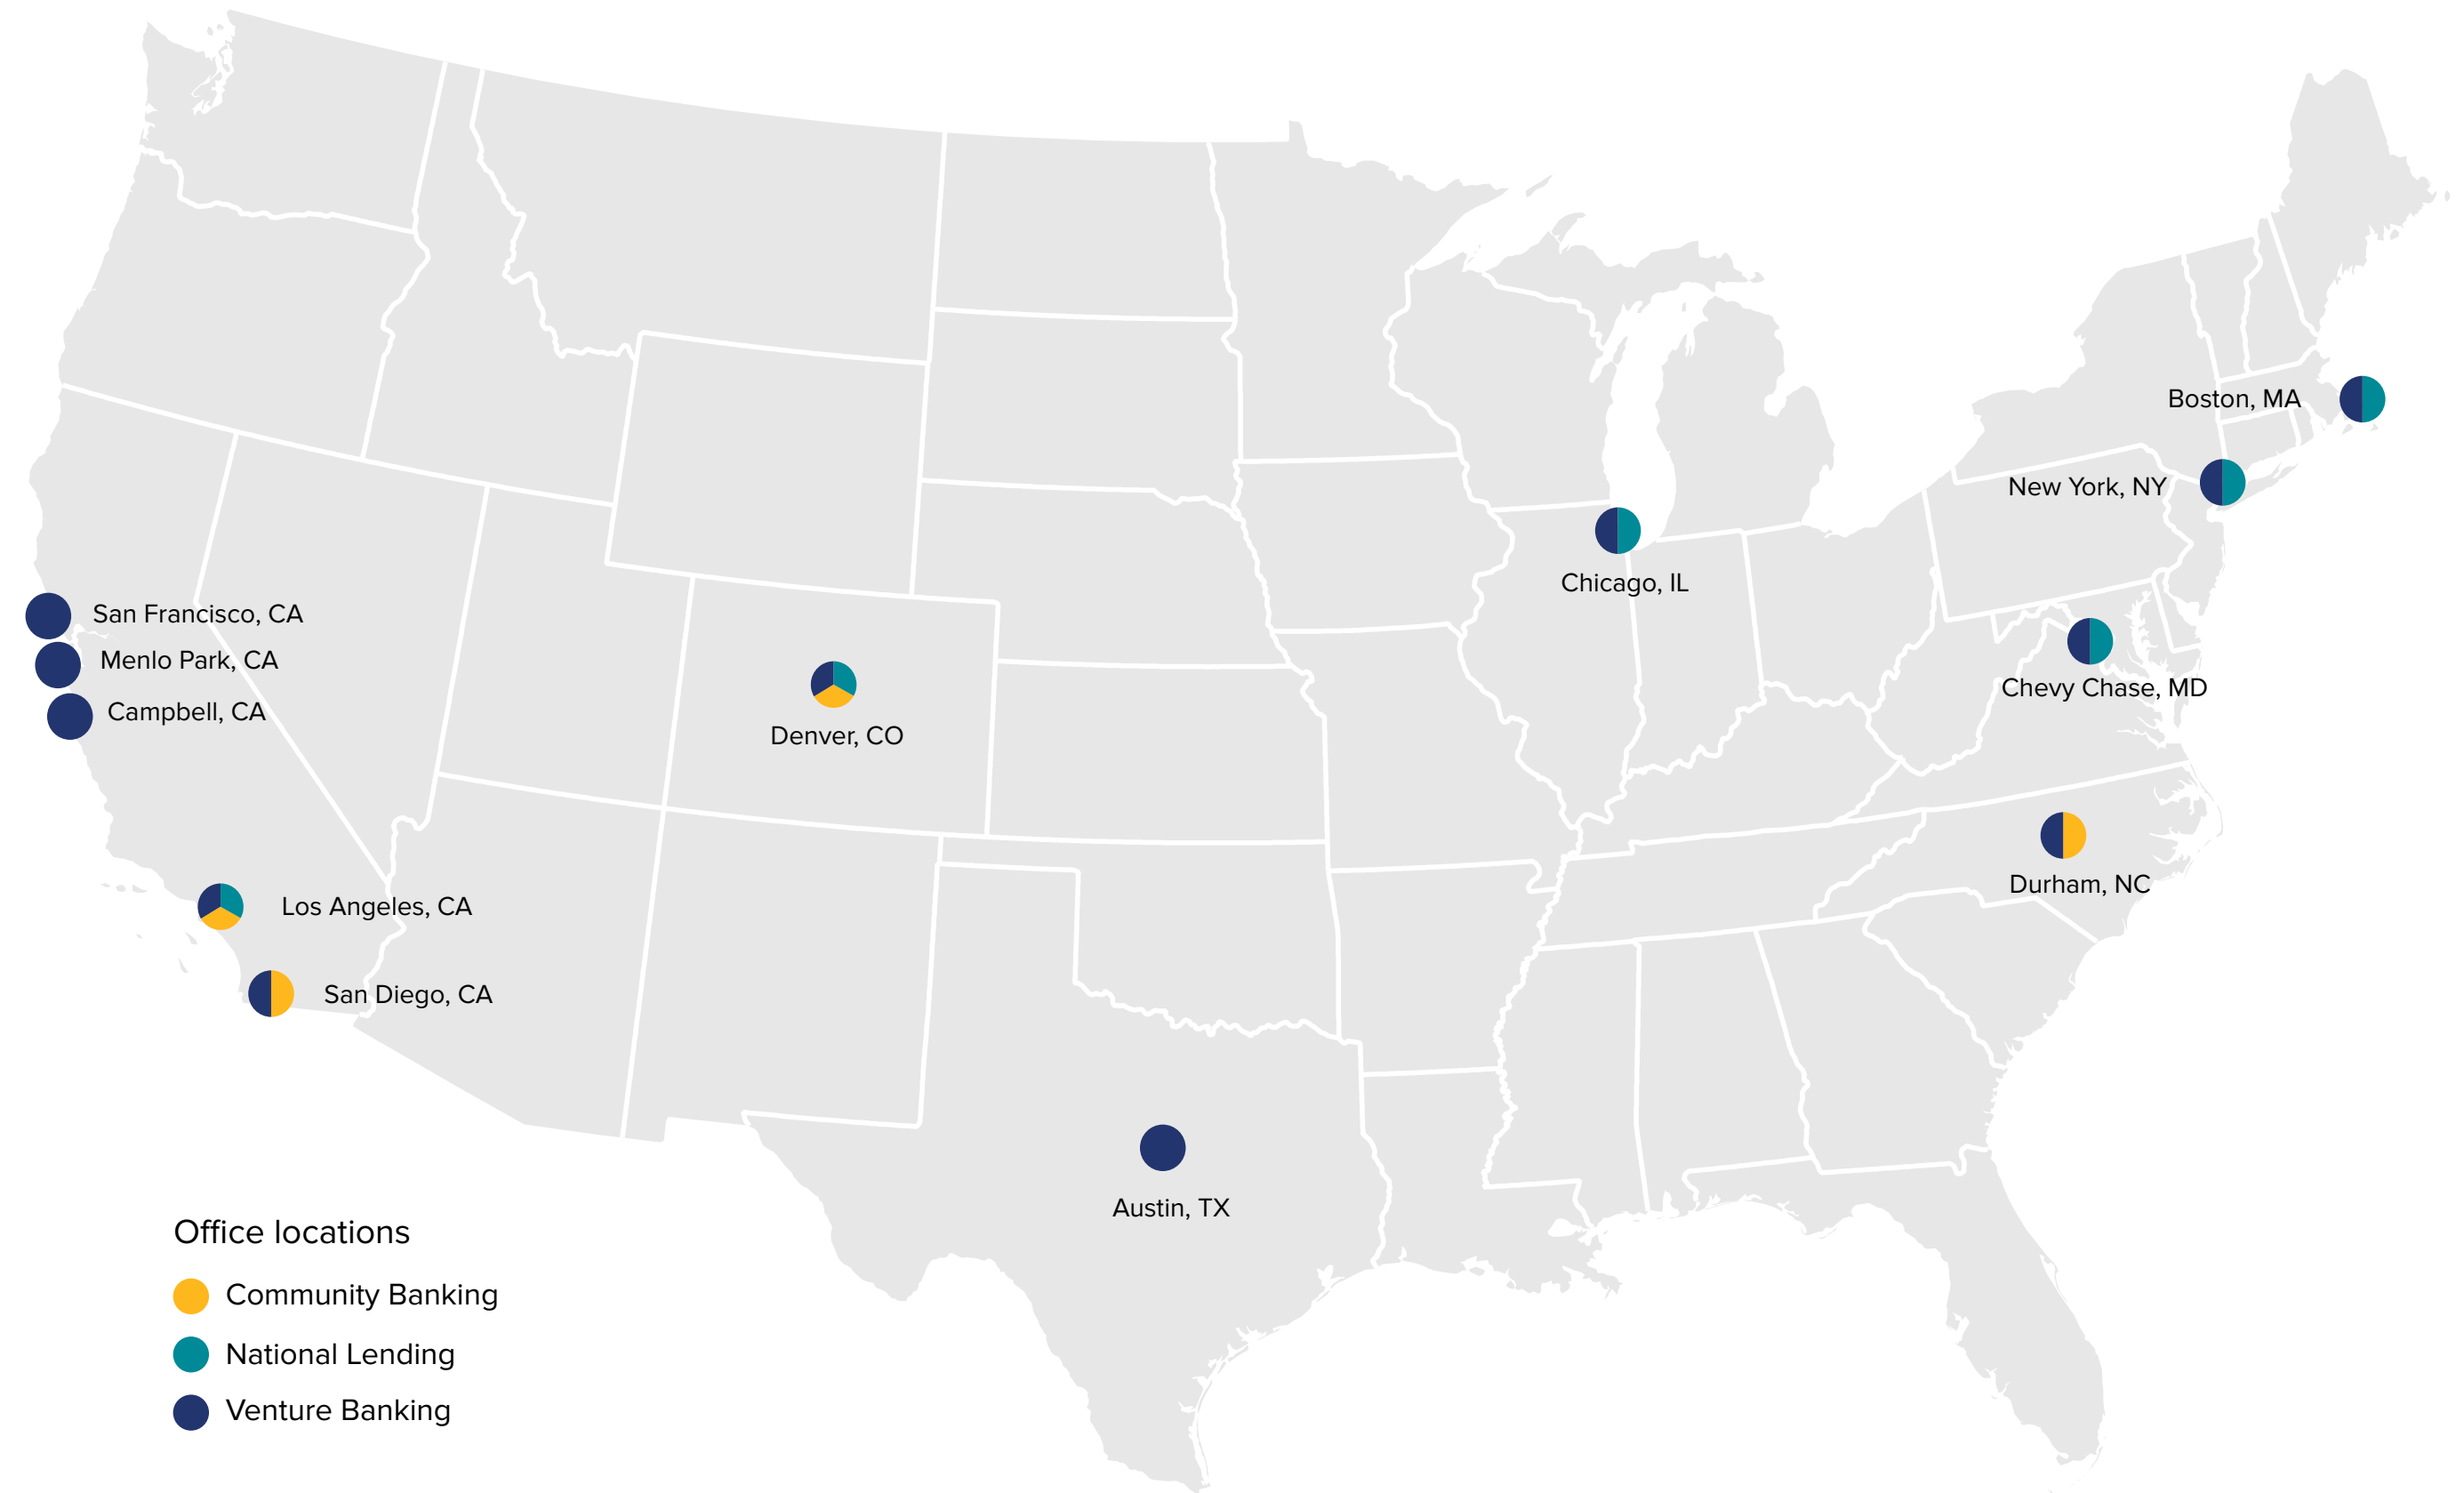 Boston, MA
New York, NY
Chicago, IL
San Francisco, CA
Menlo Park, CA
Chevy Chase, MD
Campbell, CA
Denver, CO
Durham, NC
Los Angeles, CA
San Diego, CA
Austin, TX
Office locations
Community Banking
National Lending
Venture Banking